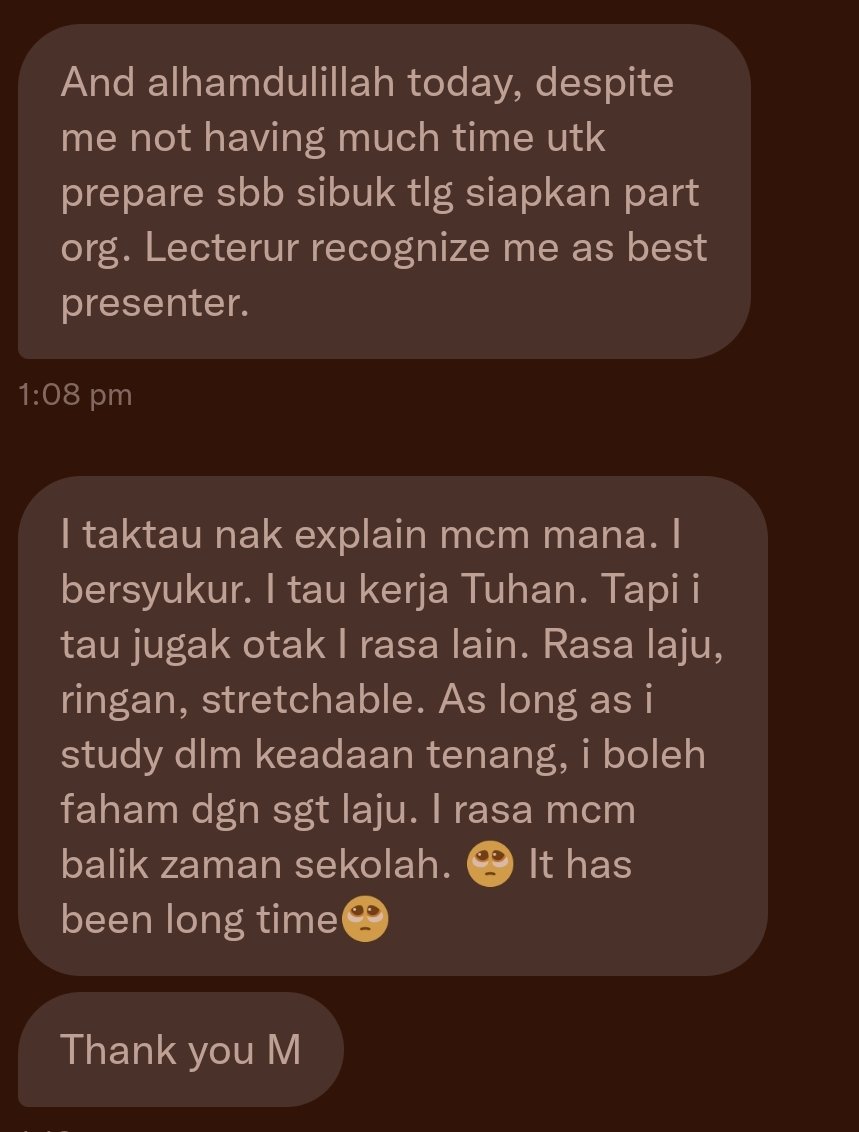 And alhamdulillah today, despite
me not having much time utk
prepare sbb sibuk tlg siapkan part
org. Lecterur recognize me as best
presenter.
1:08 pm
I taktau nak explain mcm mana. I
bersyukur. I tau kerja Tuhan. Tapi i
tau jugak otak I rasa lain. Rasa laju,
ringan, stretchable. As long as i
study dlm keadaan tenang, i boleh
faham dgn sgt laju. I rasa mcm
balik zaman sekolah. 🥺 It has
been long time🥺
Thank you M